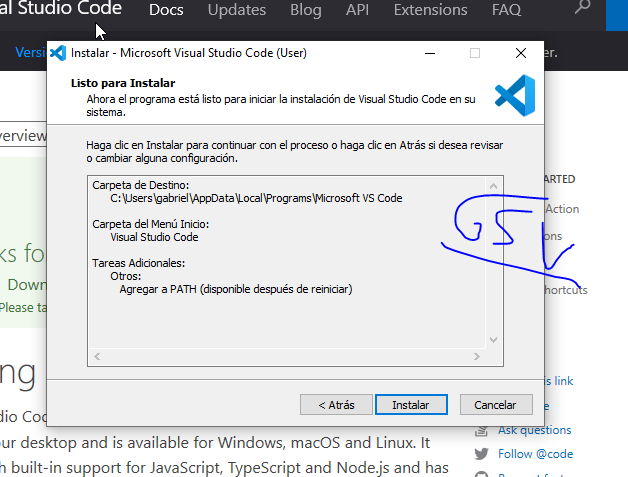 al Studio Code Docs Updates Blog API Extensions FAQ
Versi
er.
Instalar - Microsoft Visual Studio Code (User)
Listo para Instalar
Ahora el programa está listo para iniciar la instalación de Visual Studio Code en su
sistema.
Haga clic en Instalar para continuar con el proceso o haga clic en Atrás si desea revisar
o cambiar alguna configuración.
Carpeta de Destino:
C:\Users\gabriel\AppData\Local\Programs\Microsoft VS Code
Carpeta del Menú Inicio:
Visual Studio Code
Tareas Adicionales:
Otros:
Agregar a PATH (disponible después de reiniciar)
< Atrás Instalar Cancelar
verview
ks fo
Down
Please ta
ng
dio Cod
ur desktop and is available for Windows, macOS and Linux. It
h built-in support for JavaScript, TypeScript and Node.js and has
ARTED
Action
ons
hortcuts
is link
e
Ask questions
Follow @code